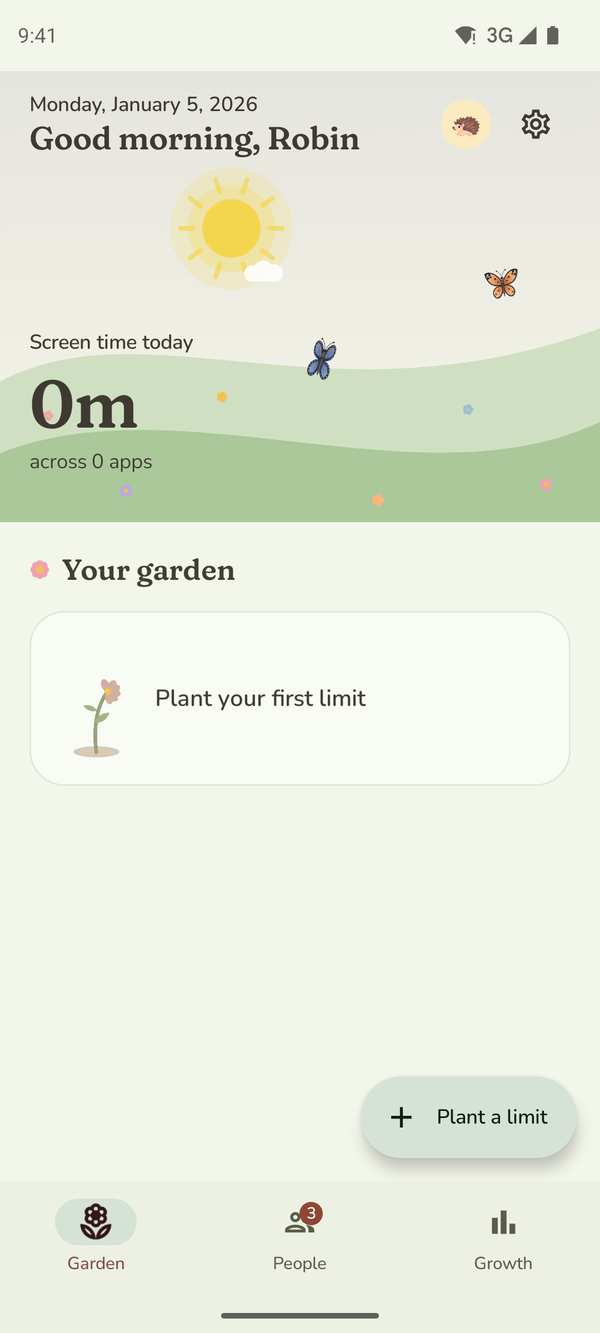 9:41
3G
Monday, January 5, 2026
Good morning, Robin
Screen time today
0m
across 0 apps
Your garden
Plant your first limit
Plant a limit
3
Garden
People
Growth